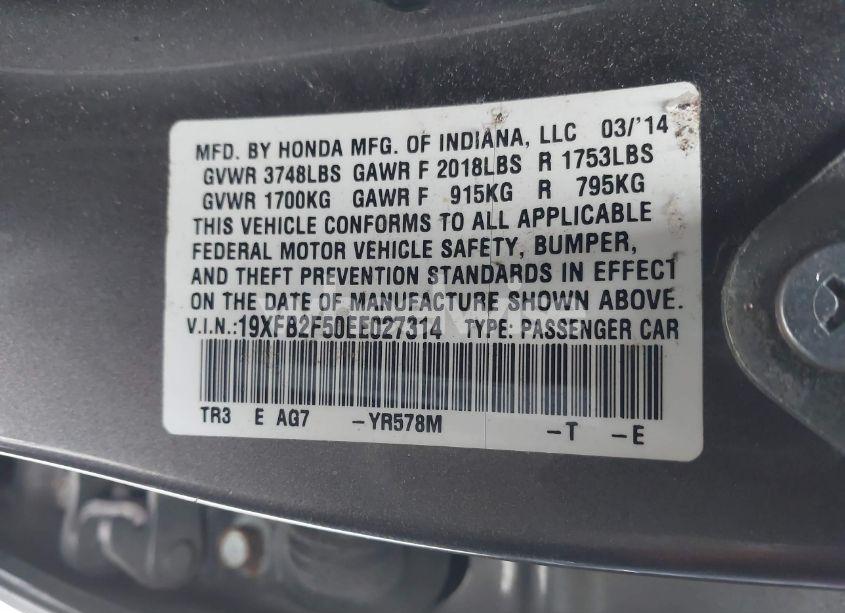 MFD. BY HONDA MFG. OF INDIANA, LLC 03/'14
GVWR 3748LBS GAWR F 2018LBS R 1753LBS
GVWR 1700KG GAWR F 915KG R 795KG
THIS VEHICLE CONFORMS TO ALL APPLICABLE
FEDERAL MOTOR VEHICLE SAFETY, BUMPER,
AND THEFT PREVENTION STANDARDS IN EFFECT
ON THE DATE OF MANUFACTURE SHOWN ABOVE.
V.I.N.:19XFB2F50EE027314 TYPE: PASSENGER CAR
TR3 E AG7 -YR578M -T -E